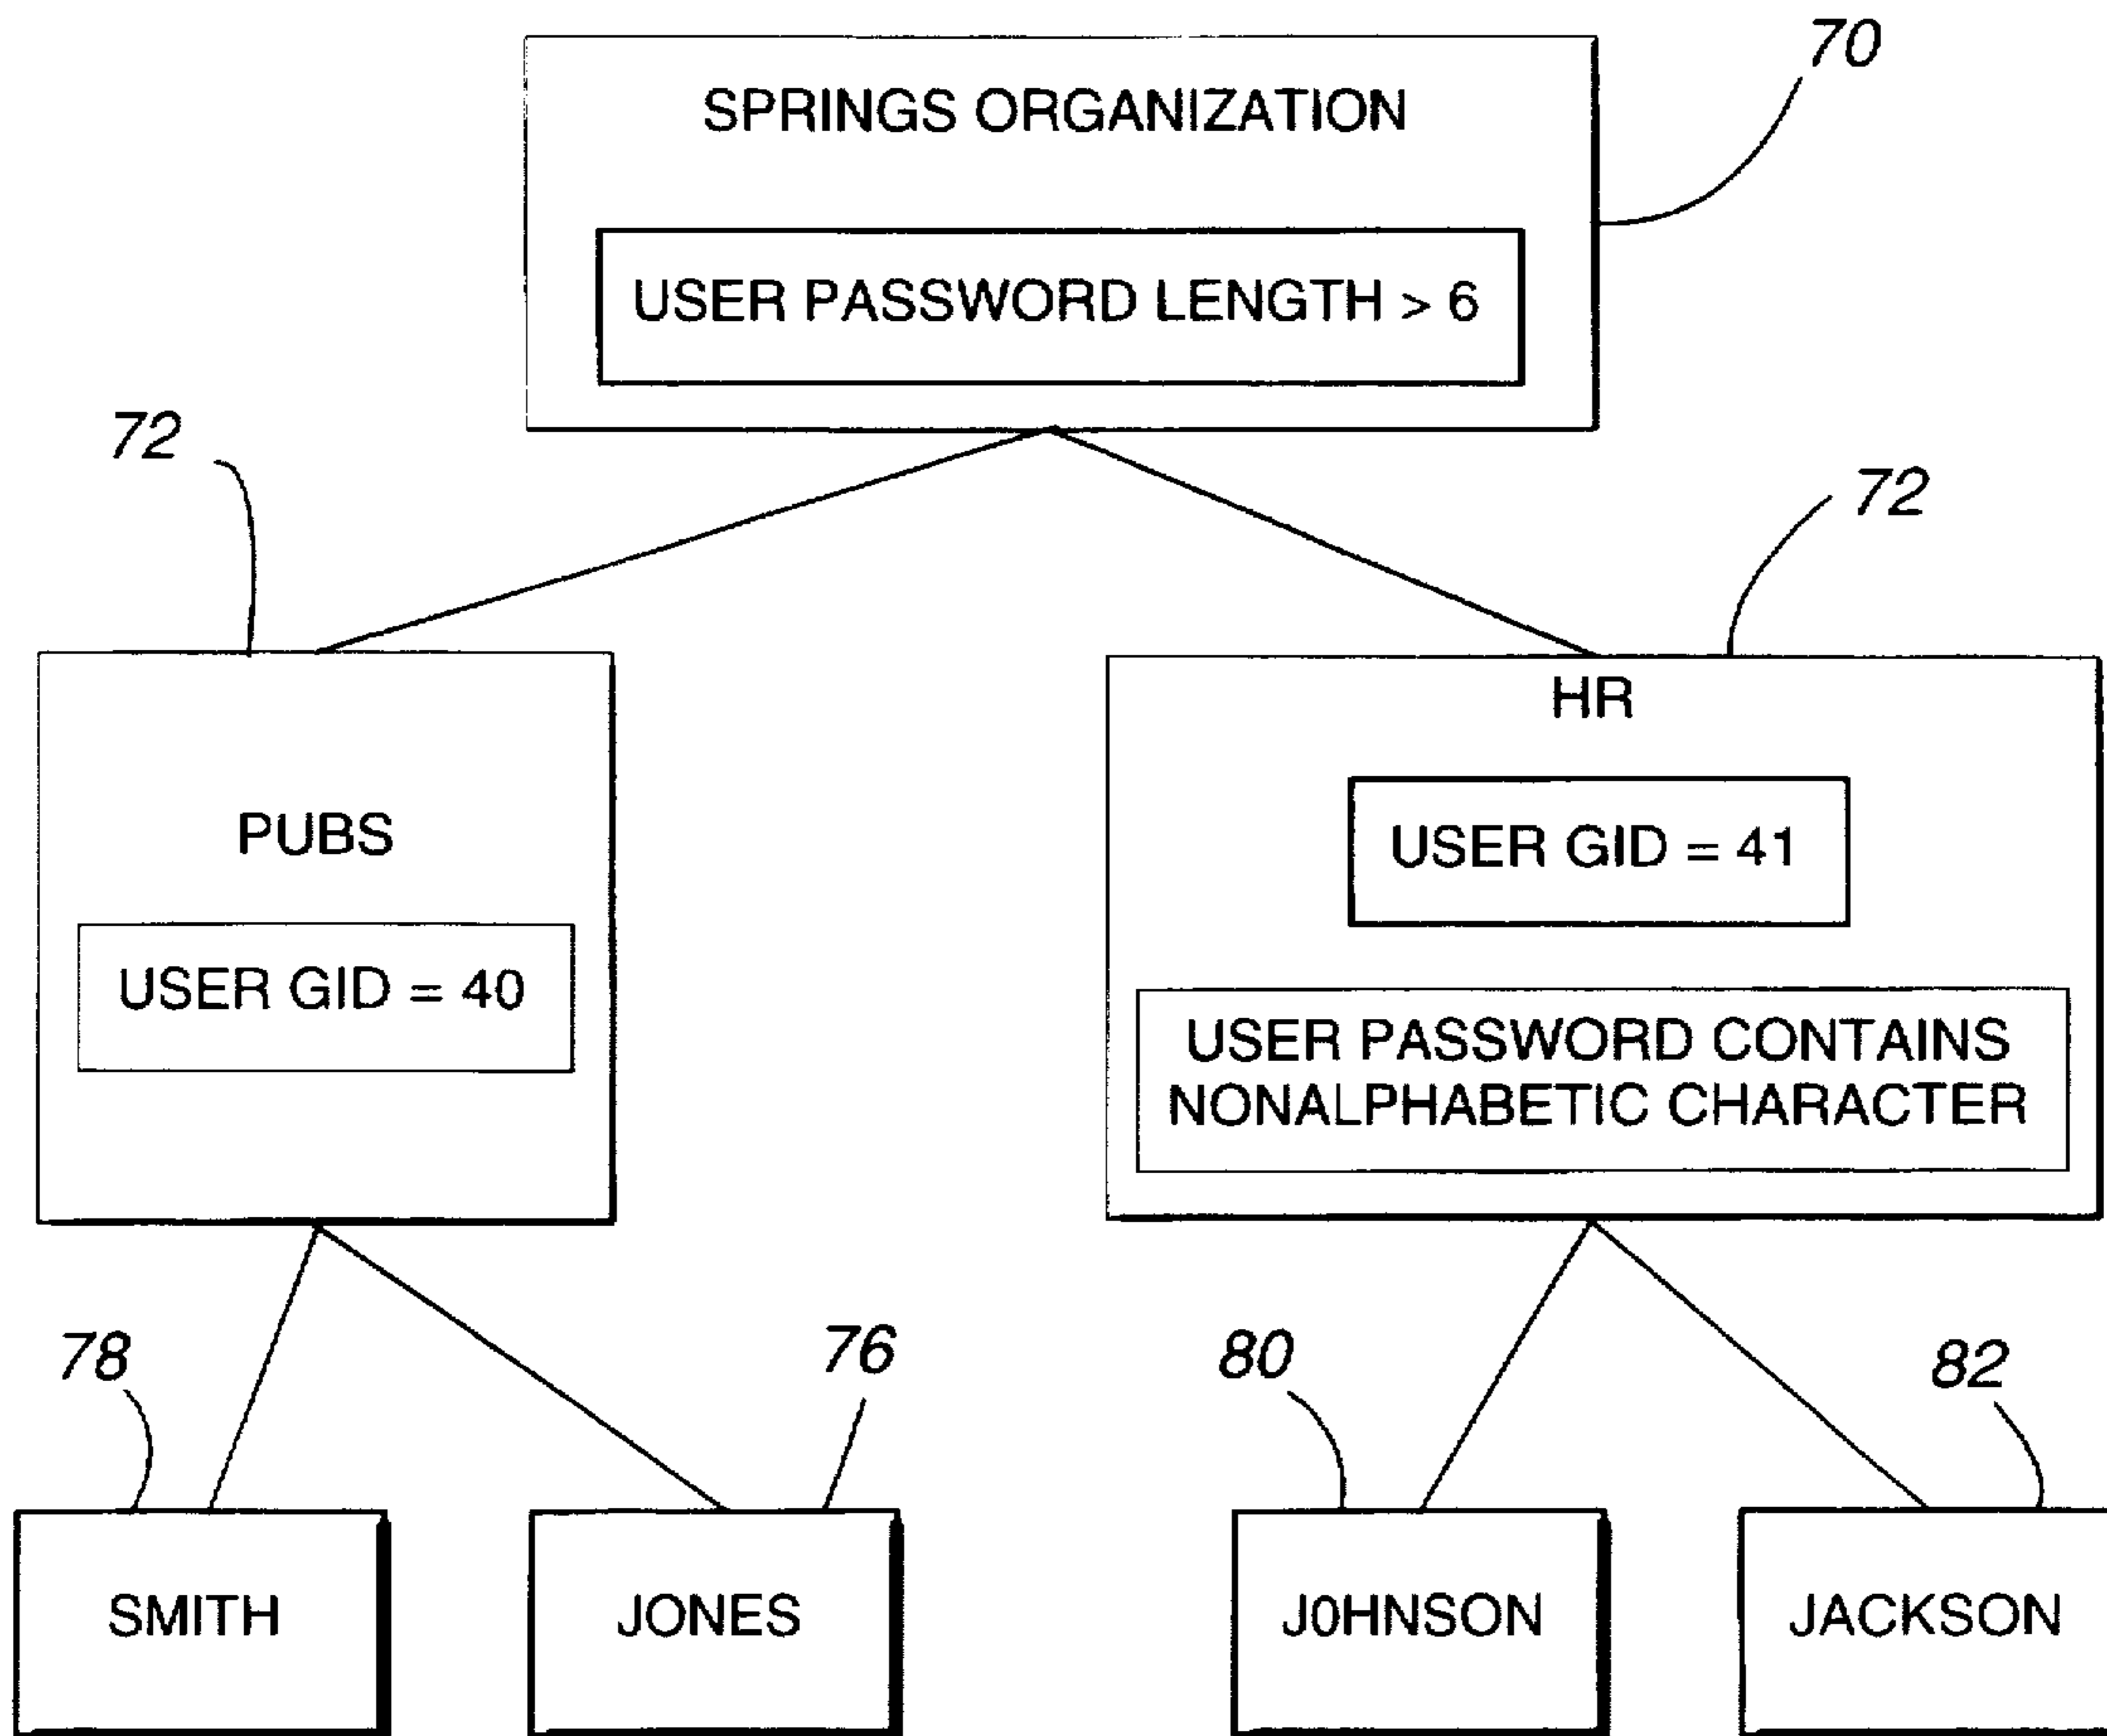 70
SPRINGS ORGANIZATION
USER PASSWORD LENGTH > 6
72
72
PUBS
USER GID = 40
HR
USER GID = 41
USER PASSWORD CONTAINS
NONALPHABETIC CHARACTER
78
76
80
82
SMITH
JONES
J0HNSON
JACKSON